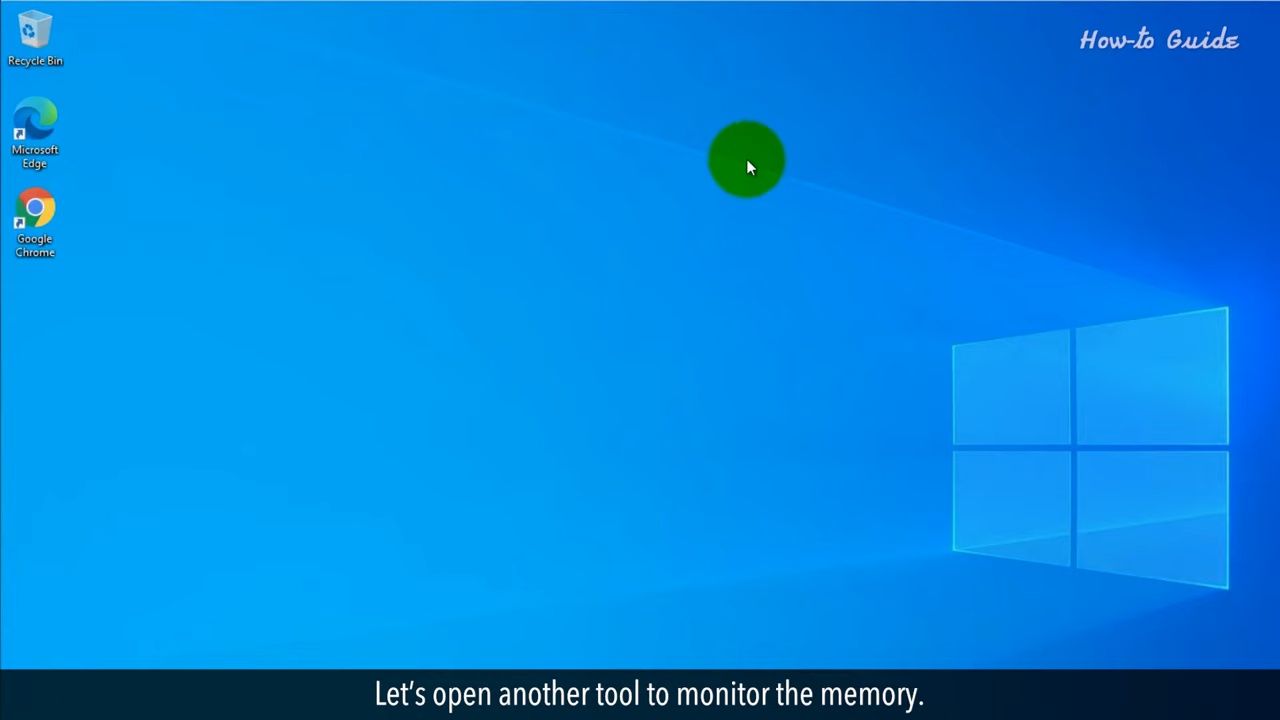 How-to Guide
Recycle Bin
Microsoft
Edge
Google
Chrome
Let's open another tool to monitor the memory.